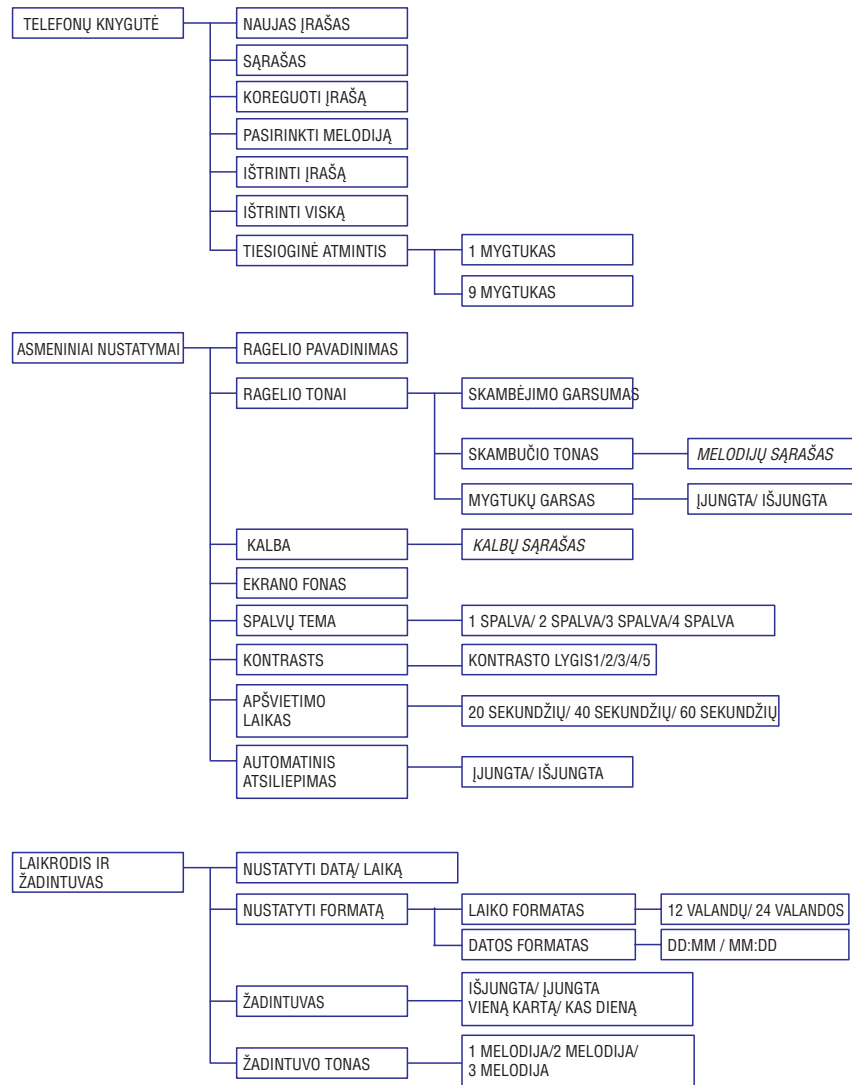 TELEFONŲ KNYGUTĖ
NAUJAS ĮRAŠAS
SĄRAŠAS
KOREGUOTI ĮRAŠĄ
PASIRINKTI MELODIJĄ
IŠTRINTI ĮRAŠĄ
IŠTRINTI VISKĄ
TIESIOGINĖ ATMINTIS
1 MYGTUKAS
9 MYGTUKAS
ASMENINIAI NUSTATYMAI
RAGELIO PAVADINIMAS
RAGELIO TONAI
SKAMBĖJIMO GARSUMAS
SKAMBUČIO TONAS
MELODIJŲ SĄRAŠAS
MYGTUKŲ GARSAS
ĮJUNGTA/ IŠJUNGTA
KALBA
KALBŲ SĄRAŠAS
EKRANO FONAS
SPALVŲ TEMA
1 SPALVA/ 2 SPALVA/3 SPALVA/4 SPALVA
KONTRASTS
KONTRASTO LYGIS1/2/3/4/5
APŠVIETIMO
LAIKAS
20 SEKUNDŽIŲ/ 40 SEKUNDŽIŲ/ 60 SEKUNDŽIŲ
AUTOMATINIS
ATSILIEPIMAS
ĮJUNGTA/ IŠJUNGTA
LAIKRODIS IR
ŽADINTUVAS
NUSTATYTI DATĄ/ LAIKĄ
NUSTATYTI FORMATĄ
LAIKO FORMATAS
12 VALANDŲ/ 24 VALANDOS
DATOS FORMATAS
DD:MM / MM:DD
ŽADINTUVAS
IŠJUNGTA/ ĮJUNGTA
VIENĄ KARTĄ/ KAS DIENĄ
ŽADINTUVO TONAS
1 MELODIJA/2 MELODIJA/
3 MELODIJA